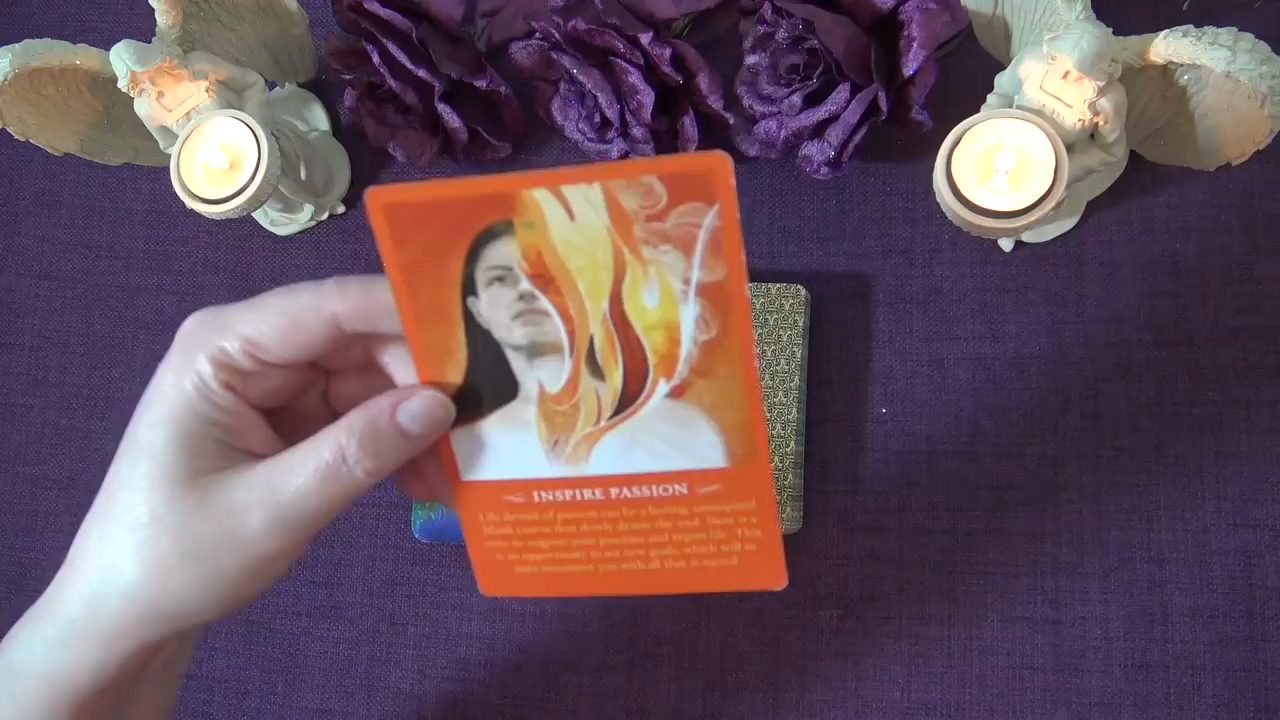 INSPIRE PASSION
Life devoid of passion can be a boring, uninspired
blank canvas that slowly drains the soul. Now is a
time to reignite your passions and regain life. This
is an opportunity to set new goals, which will in
turn reconnect you with all that is sacred